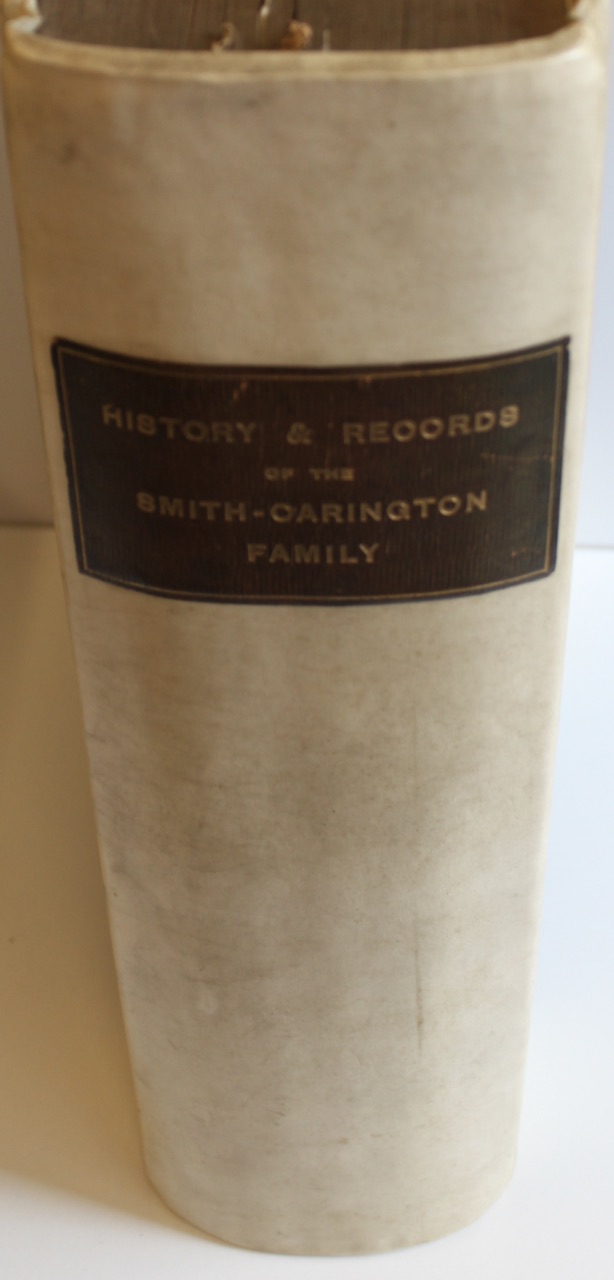 HISTORY & RECORDS
OF THE
SMITH-CARINGTON
FAMILY